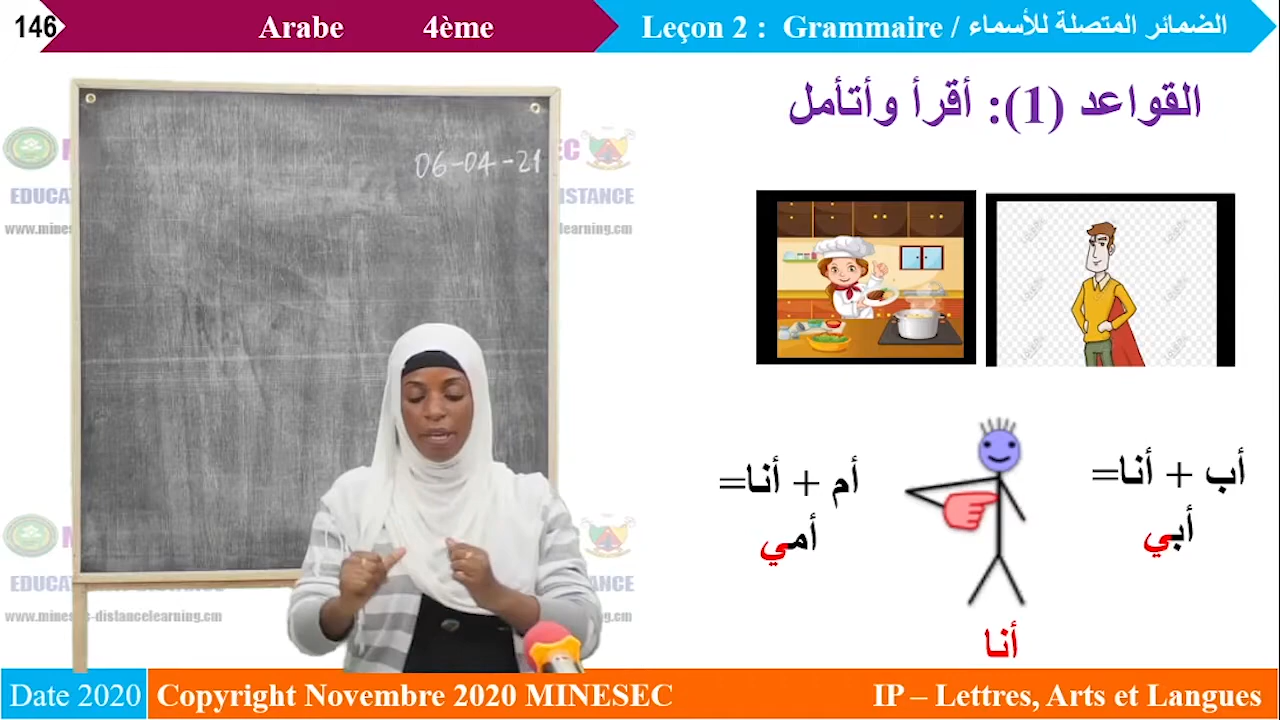 146
Arabe 4ème
Leçon 2 : Grammaire / الضمائر المتصلة للأسماء
القواعد (1): أقرأ وأتأمل
06-04-21
أب + أنا=
أبي
أم + أنا=
أمي
أنا
Date 2020
Copyright Novembre 2020 MINESEC
IP – Lettres, Arts et Langues